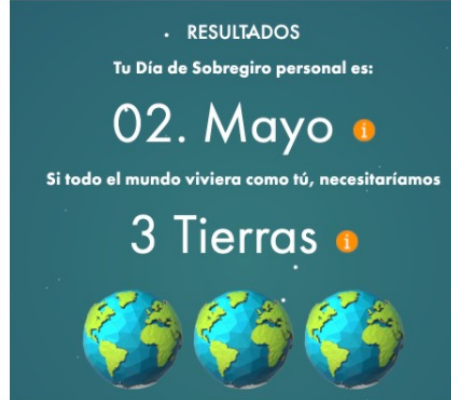 RESULTADOS
Tu Día de Sobregiro personal es:
02. Mayo i
Si todo el mundo viviera como tú, necesitaríamos
3 Tierras i